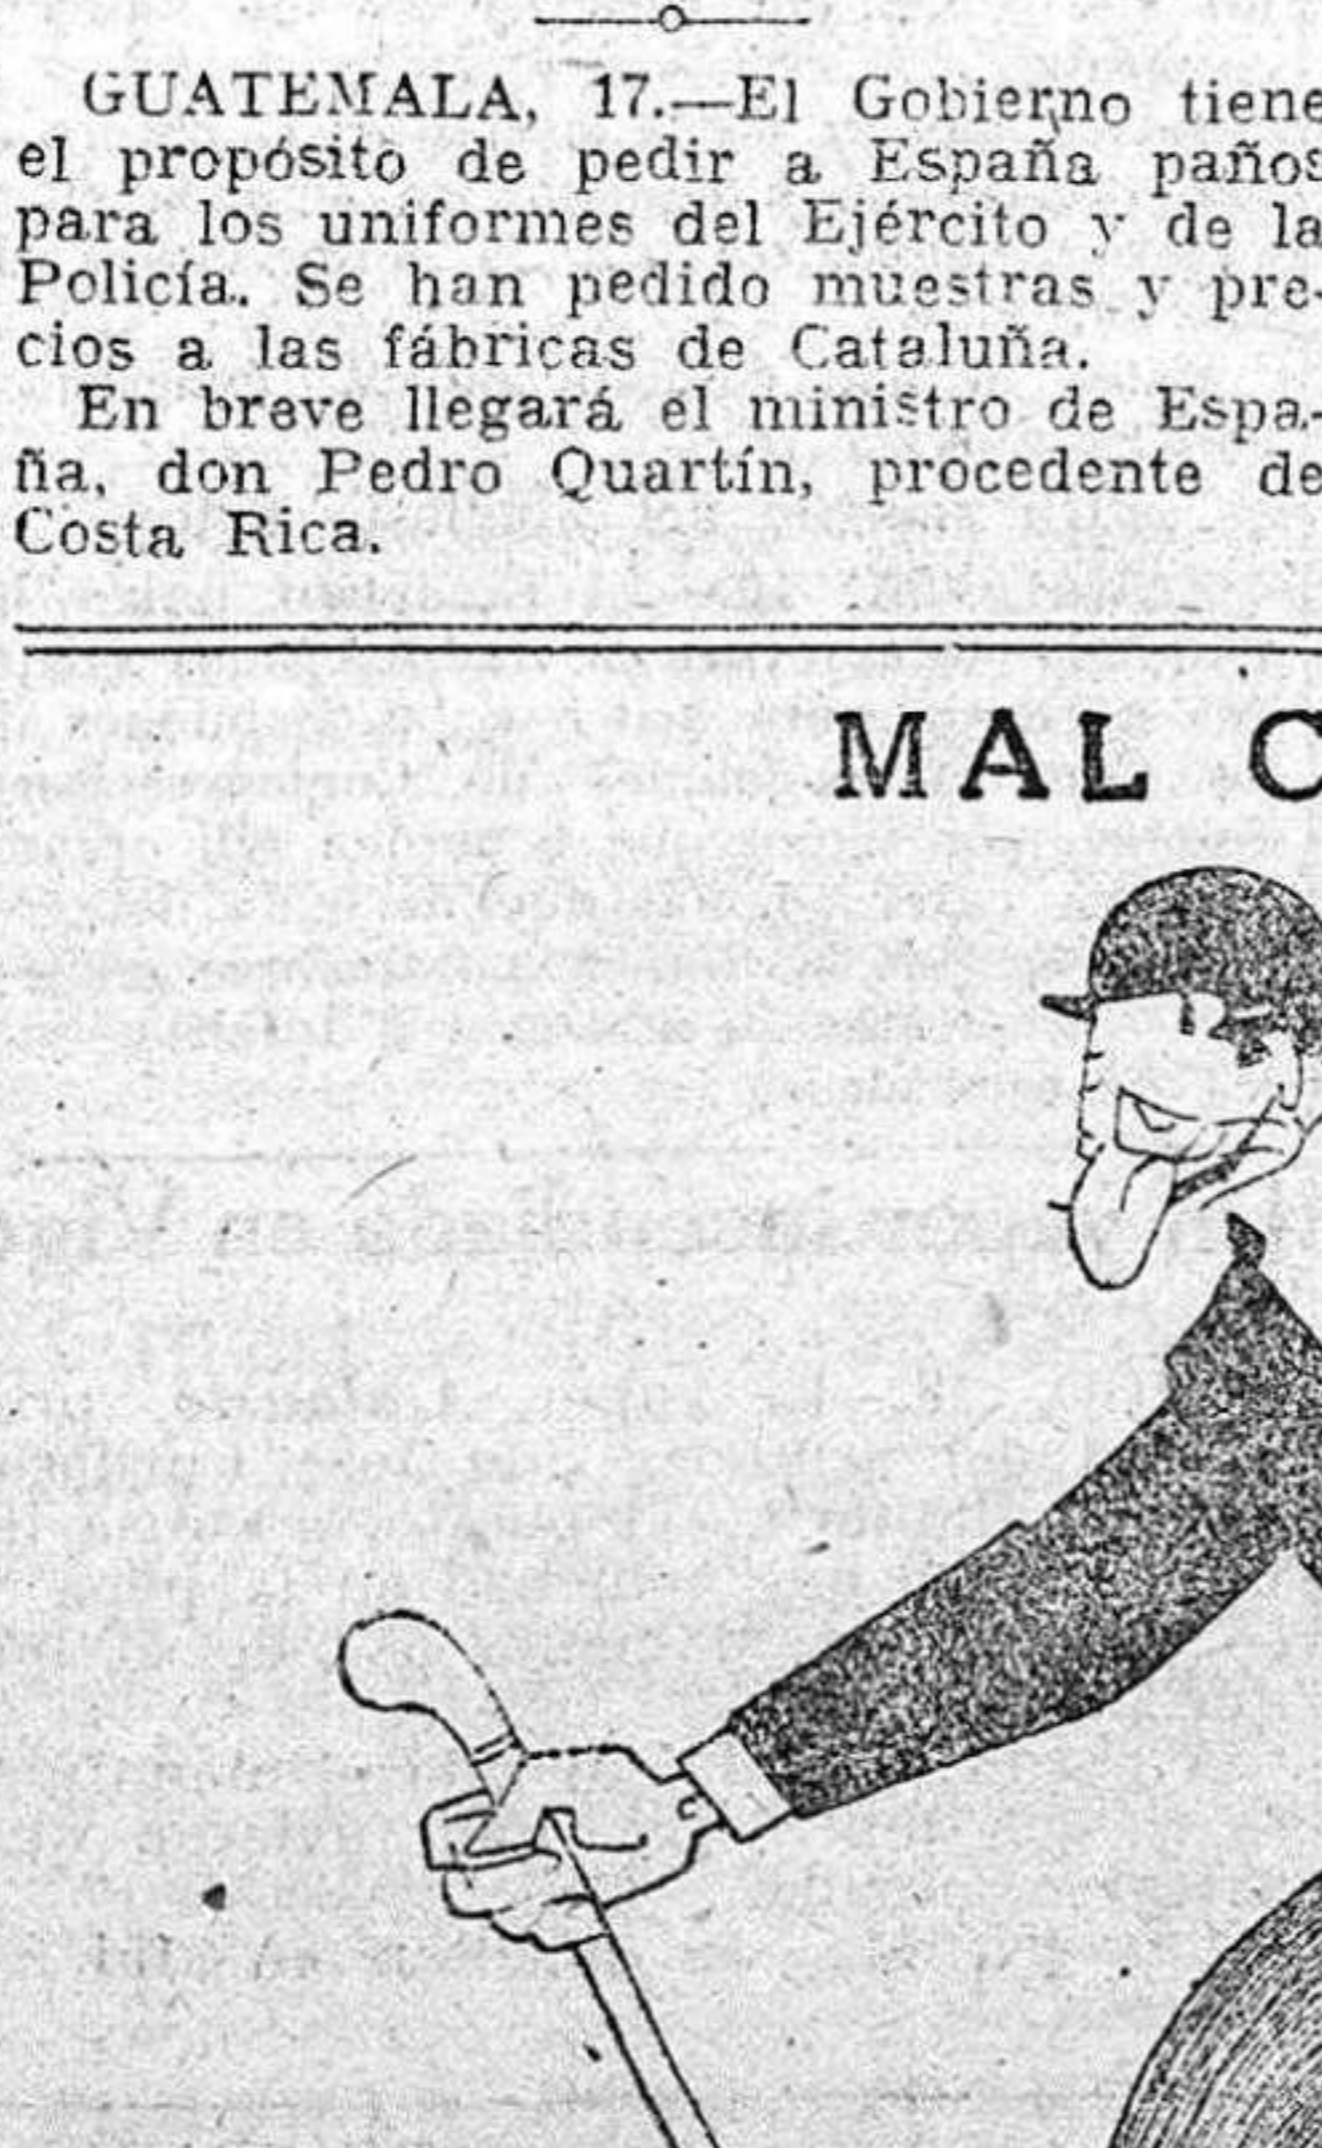 GUATEMALA, 17.—El Gobierno tiene
el propósito de pedir a España paños
para los uniformes del Ejército y de la
Policía. Se han pedido muestras y pre-
cios a las fábricas de Cataluña.
En breve llegará el ministro de Espa-
ña, don Pedro Quartín, procedente de
Costa Rica.
MAL C